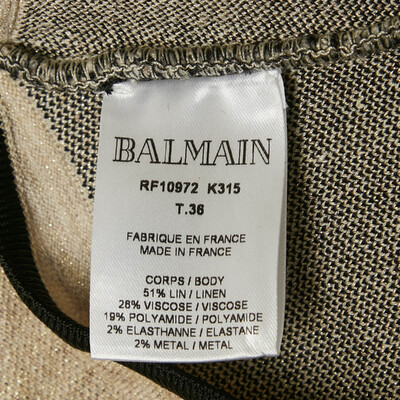 BALMAIN
RF10972 K315
T.36
FABRIQUE EN FRANCE
MADE IN FRANCE
CORPS / BODY
51% LIN / LINEN
26% VISCOSE / VISCOSE
19% POLYAMIDE / POLYAMIDE
2% ELASTHANNE / ELASTANE
2% METAL / METAL